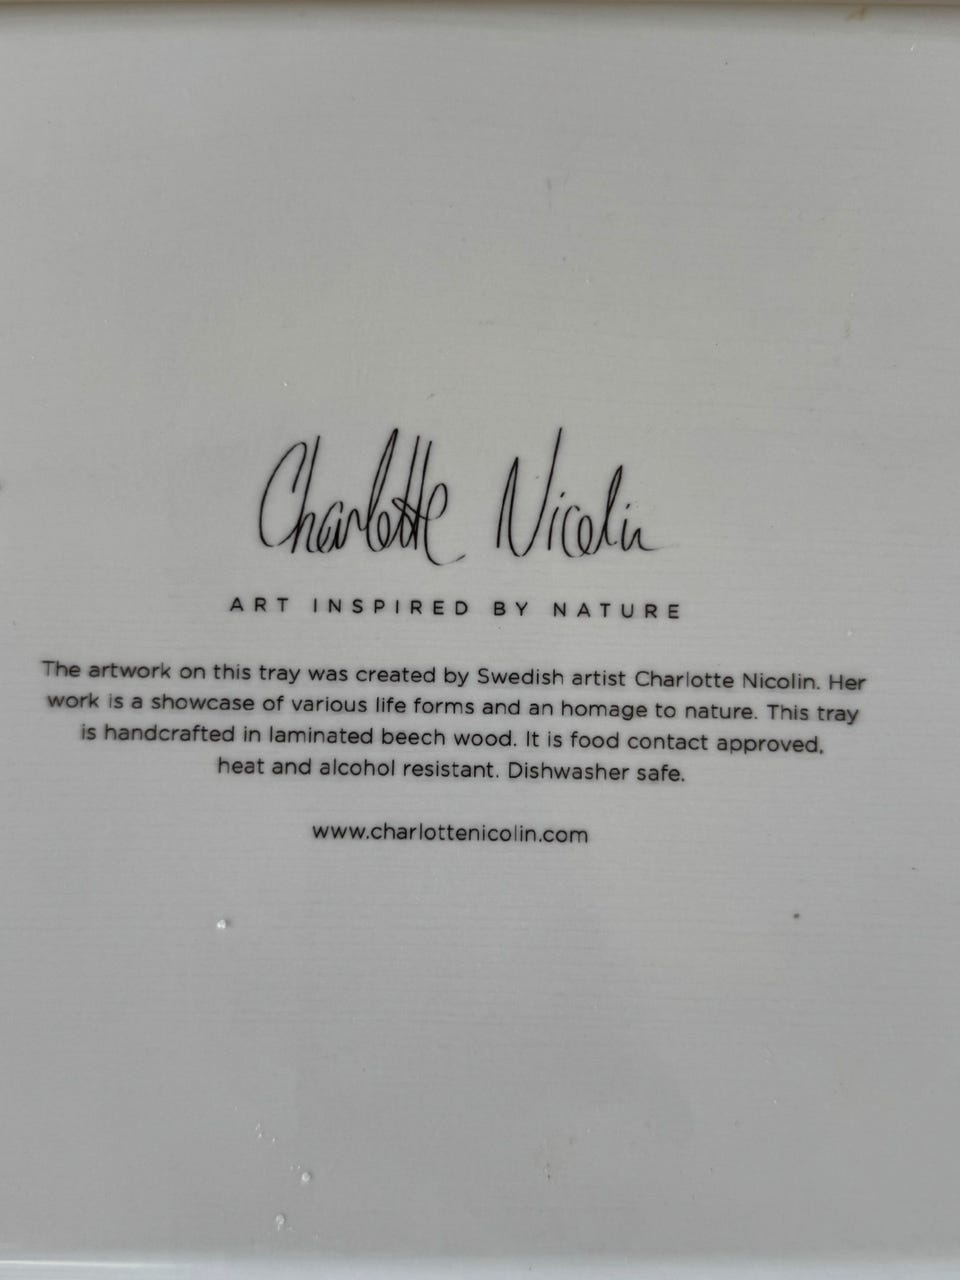 Charlotte Nicolin
ART INSPIRED BY NATURE
The artwork on this tray was created by Swedish artist Charlotte Nicolin. Her
work is a showcase of various life forms and an homage to nature. This tray
is handcrafted in laminated beech wood. It is food contact approved,
heat and alcohol resistant. Dishwasher safe.
www.charlottenicolin.com